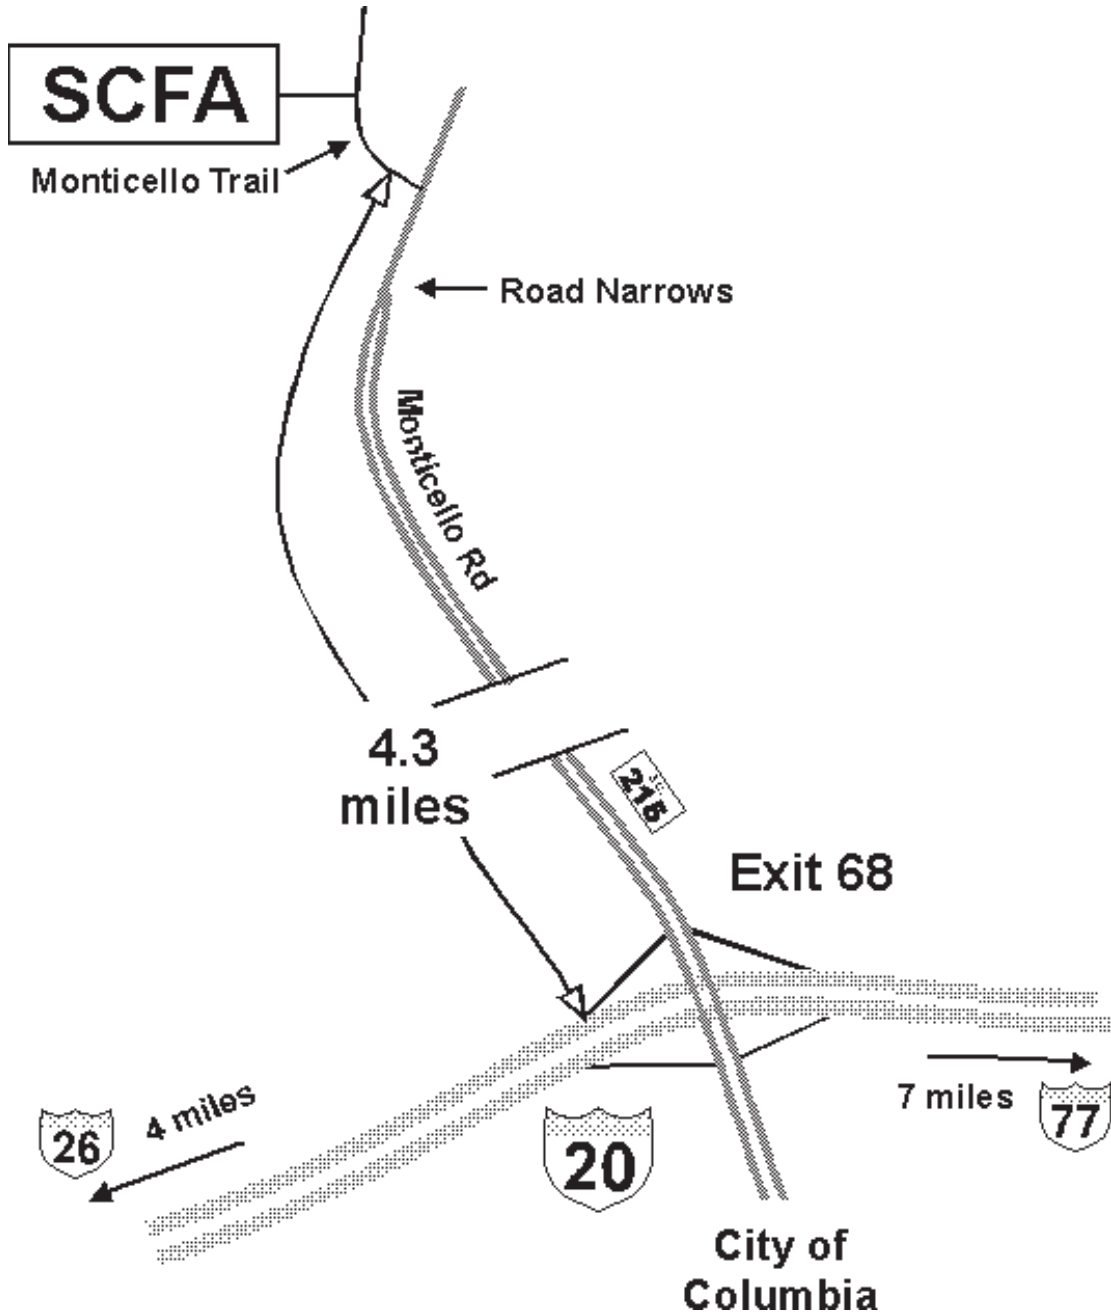 SCFA
Monticello Trail
Road Narrows
Monticello Rd
4.3
miles
SC
215
Exit 68
7 miles
77
4 miles
26
20
City of
Columbia